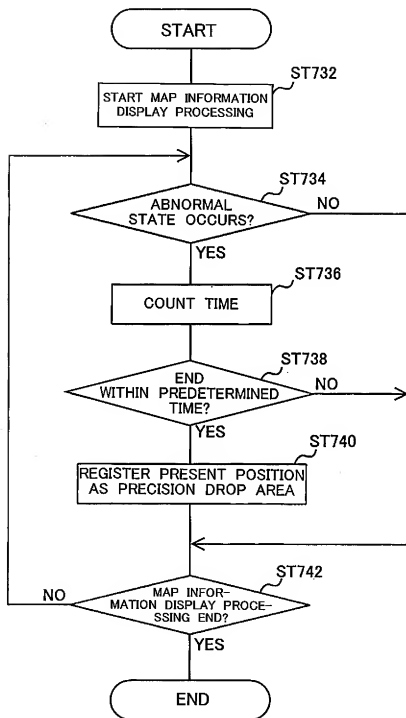 START
ST732
START MAP INFORMATION
DISPLAY PROCESSING
ST734
ABNORMAL
STATE OCCURS?
NO
YES
ST736
COUNT TIME
ST738
END
WITHIN PREDETERMINED
TIME?
NO
YES
ST740
REGISTER PRESENT POSITION
AS PRECISION DROP AREA
ST742
MAP INFOR-
MATION DISPLAY PROCE-
SSING END?
NO
YES
END